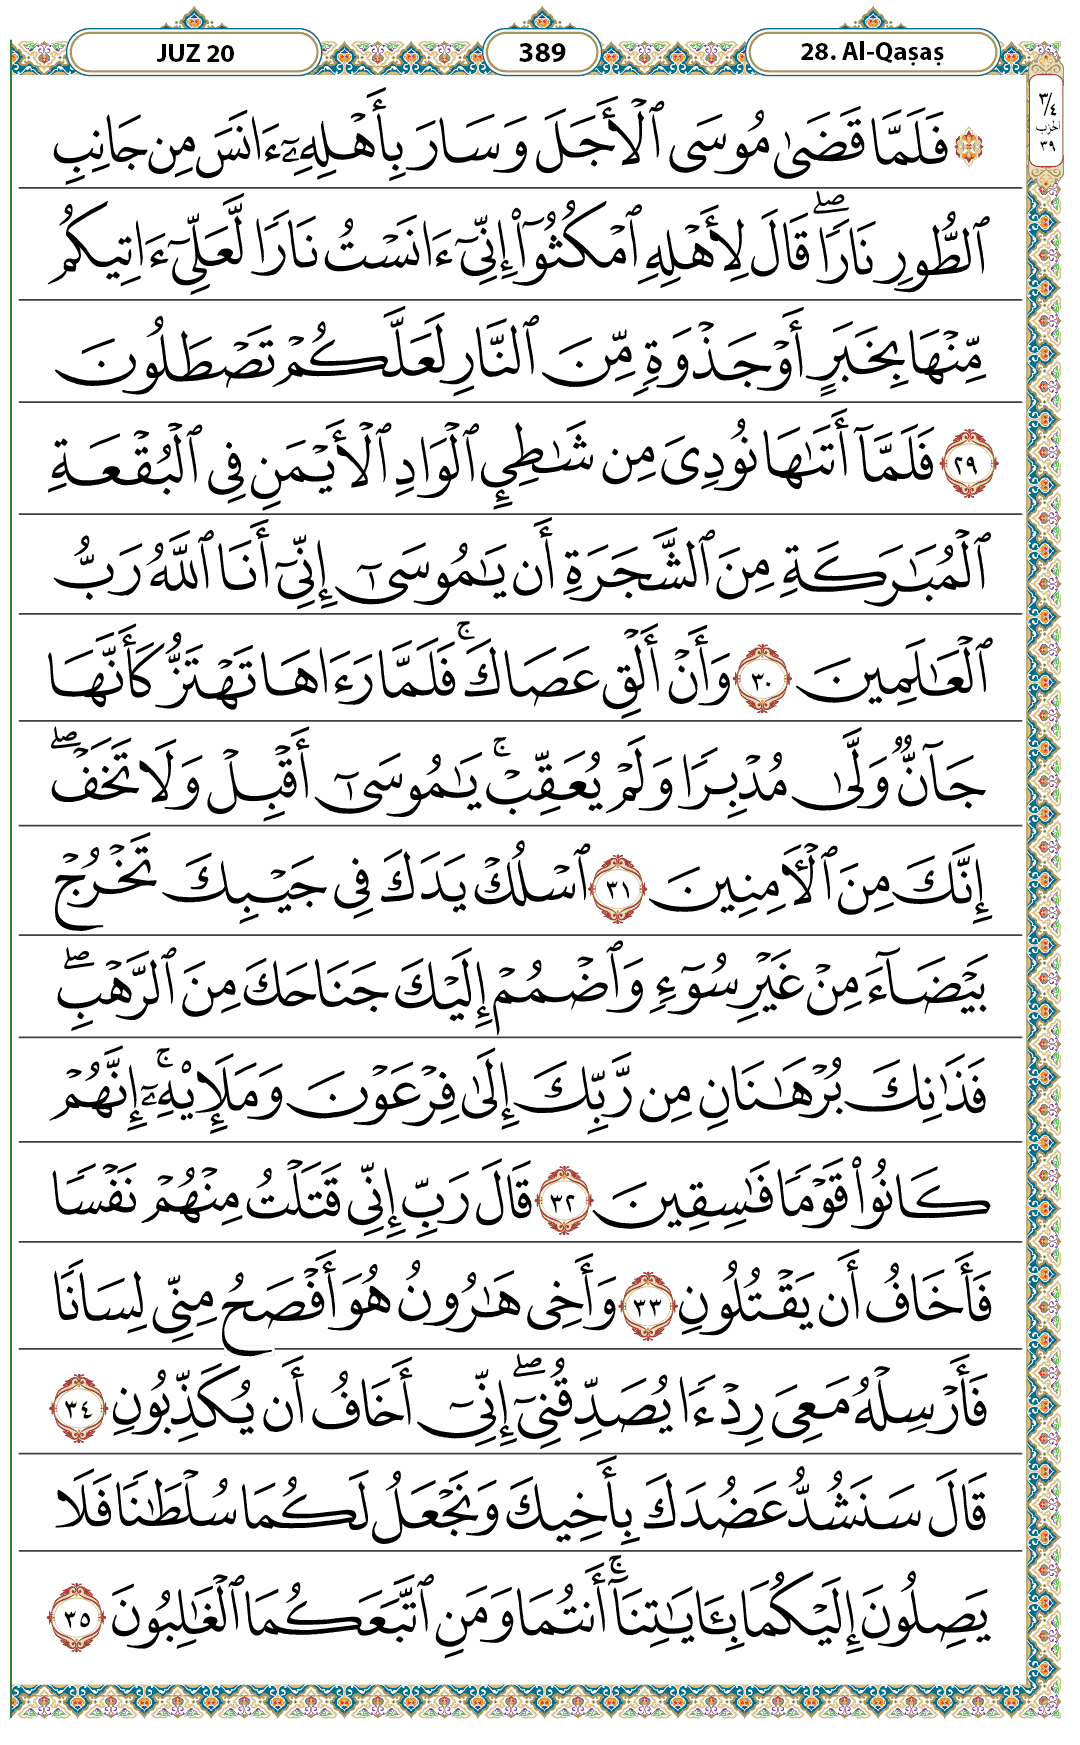 JUZ 20
389
28. Al-Qaṣaṣ
٣/٤
الحزب
٣٩
۞ فَلَمَّا قَضَىٰ مُوسَى ٱلْأَجَلَ وَسَارَ بِأَهْلِهِۦٓ ءَانَسَ مِن جَانِبِ
ٱلطُّورِ نَارًاۖ قَالَ لِأَهْلِهِ ٱمْكُثُوٓا۟ إِنِّىٓ ءَانَسْتُ نَارًا لَّعَلِّىٓ ءَاتِيكُم
مِّنْهَا بِخَبَرٍ أَوْ جَذْوَةٍ مِّنَ ٱلنَّارِ لَعَلَّكُمْ تَصْطَلُونَ
٢٩ فَلَمَّآ أَتَىٰهَا نُودِىَ مِن شَـٰطِئِ ٱلْوَادِ ٱلْأَيْمَنِ فِى ٱلْبُقْعَةِ
ٱلْمُبَـٰرَكَةِ مِنَ ٱلشَّجَرَةِ أَن يَـٰمُوسَىٰٓ إِنِّىٓ أَنَا ٱللَّهُ رَبُّ
ٱلْعَـٰلَمِينَ ٣٠ وَأَنْ أَلْقِ عَصَاكَۚ فَلَمَّا رَءَاهَا تَهْتَزُّ كَأَنَّهَا
جَآنٌّ وَلَّىٰ مُدْبِرًا وَلَمْ يُعَقِّبْۚ يَـٰمُوسَىٰٓ أَقْبِلْ وَلَا تَخَفْۖ
إِنَّكَ مِنَ ٱلْـَٔامِنِينَ ٣١ ٱسْلُكْ يَدَكَ فِى جَيْبِكَ تَخْرُجْ
بَيْضَآءَ مِنْ غَيْرِ سُوٓءٍ وَٱضْمُمْ إِلَيْكَ جَنَاحَكَ مِنَ ٱلرَّهْبِۖ
فَذَٰنِكَ بُرْهَـٰنَانِ مِن رَّبِّكَ إِلَىٰ فِرْعَوْنَ وَمَلَإِي۟هِۦٓۚ إِنَّهُمْ
كَانُوا۟ قَوْمًا فَـٰسِقِينَ ٣٢ قَالَ رَبِّ إِنِّى قَتَلْتُ مِنْهُمْ نَفْسًا
فَأَخَافُ أَن يَقْتُلُونِ ٣٣ وَأَخِى هَـٰرُونُ هُوَ أَفْصَحُ مِنِّى لِسَانًا
فَأَرْسِلْهُ مَعِىَ رِدْءًا يُصَدِّقُنِىٓۖ إِنِّىٓ أَخَافُ أَن يُكَذِّبُونِ ٣٤
قَالَ سَنَشُدُّ عَضُدَكَ بِأَخِيكَ وَنَجْعَلُ لَكُمَا سُلْطَـٰنًا فَلَا
يَصِلُونَ إِلَيْكُمَا بِـَٔايَـٰتِنَآۚ أَنتُمَا وَمَنِ ٱتَّبَعَكُمَا ٱلْغَـٰلِبُونَ ٣٥